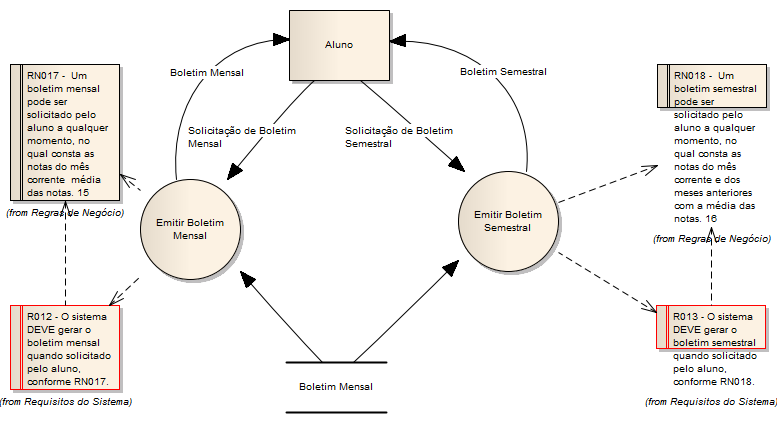 Aluno
Boletim Mensal
Boletim Semestral
Solicitação de Boletim
Mensal
Solicitação de Boletim
Semestral
RN017 - Um
boletim mensal
pode ser
solicitado pelo
aluno a qualquer
momento, no
qual consta as
notas do mês
corrente média
das notas. 15
(from Regras de Negócio)
RN018 - Um
boletim semestral
pode ser
solicitado pelo
aluno a qualquer
momento, no
qual consta as
notas do mês
corrente e dos
meses anteriores
com a média das
notas. 16
(from Regras de Negócio)
Emitir Boletim
Mensal
Emitir Boletim
Semestral
R012 - O sistema
DEVE gerar o
boletim mensal
quando solicitado
pelo aluno,
conforme RN017.
(from Requisitos do Sistema)
Boletim Mensal
R013 - O sistema
DEVE gerar o
boletim semestral
quando solicitado
pelo aluno,
conforme RN018.
(from Requisitos do Sistema)